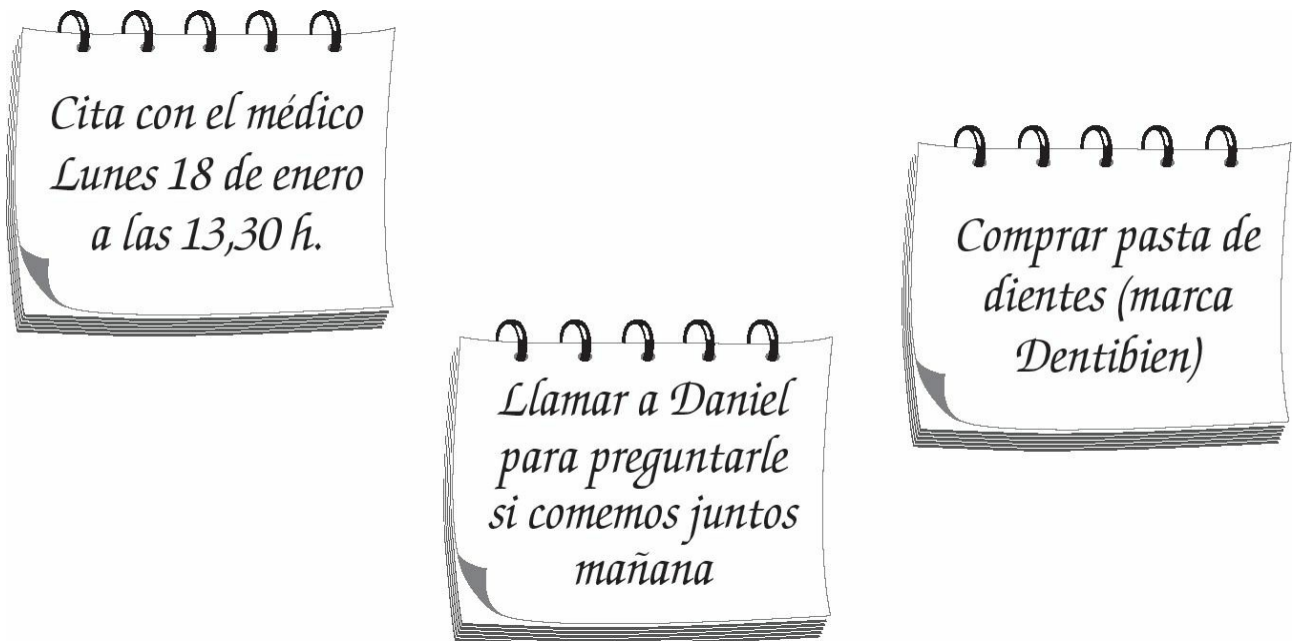 Cita con el médico
Lunes 18 de enero
a las 13,30 h.
Llamar a Daniel
para preguntarle
si comemos juntos
mañana
Comprar pasta de
dientes (marca
Dentibien)